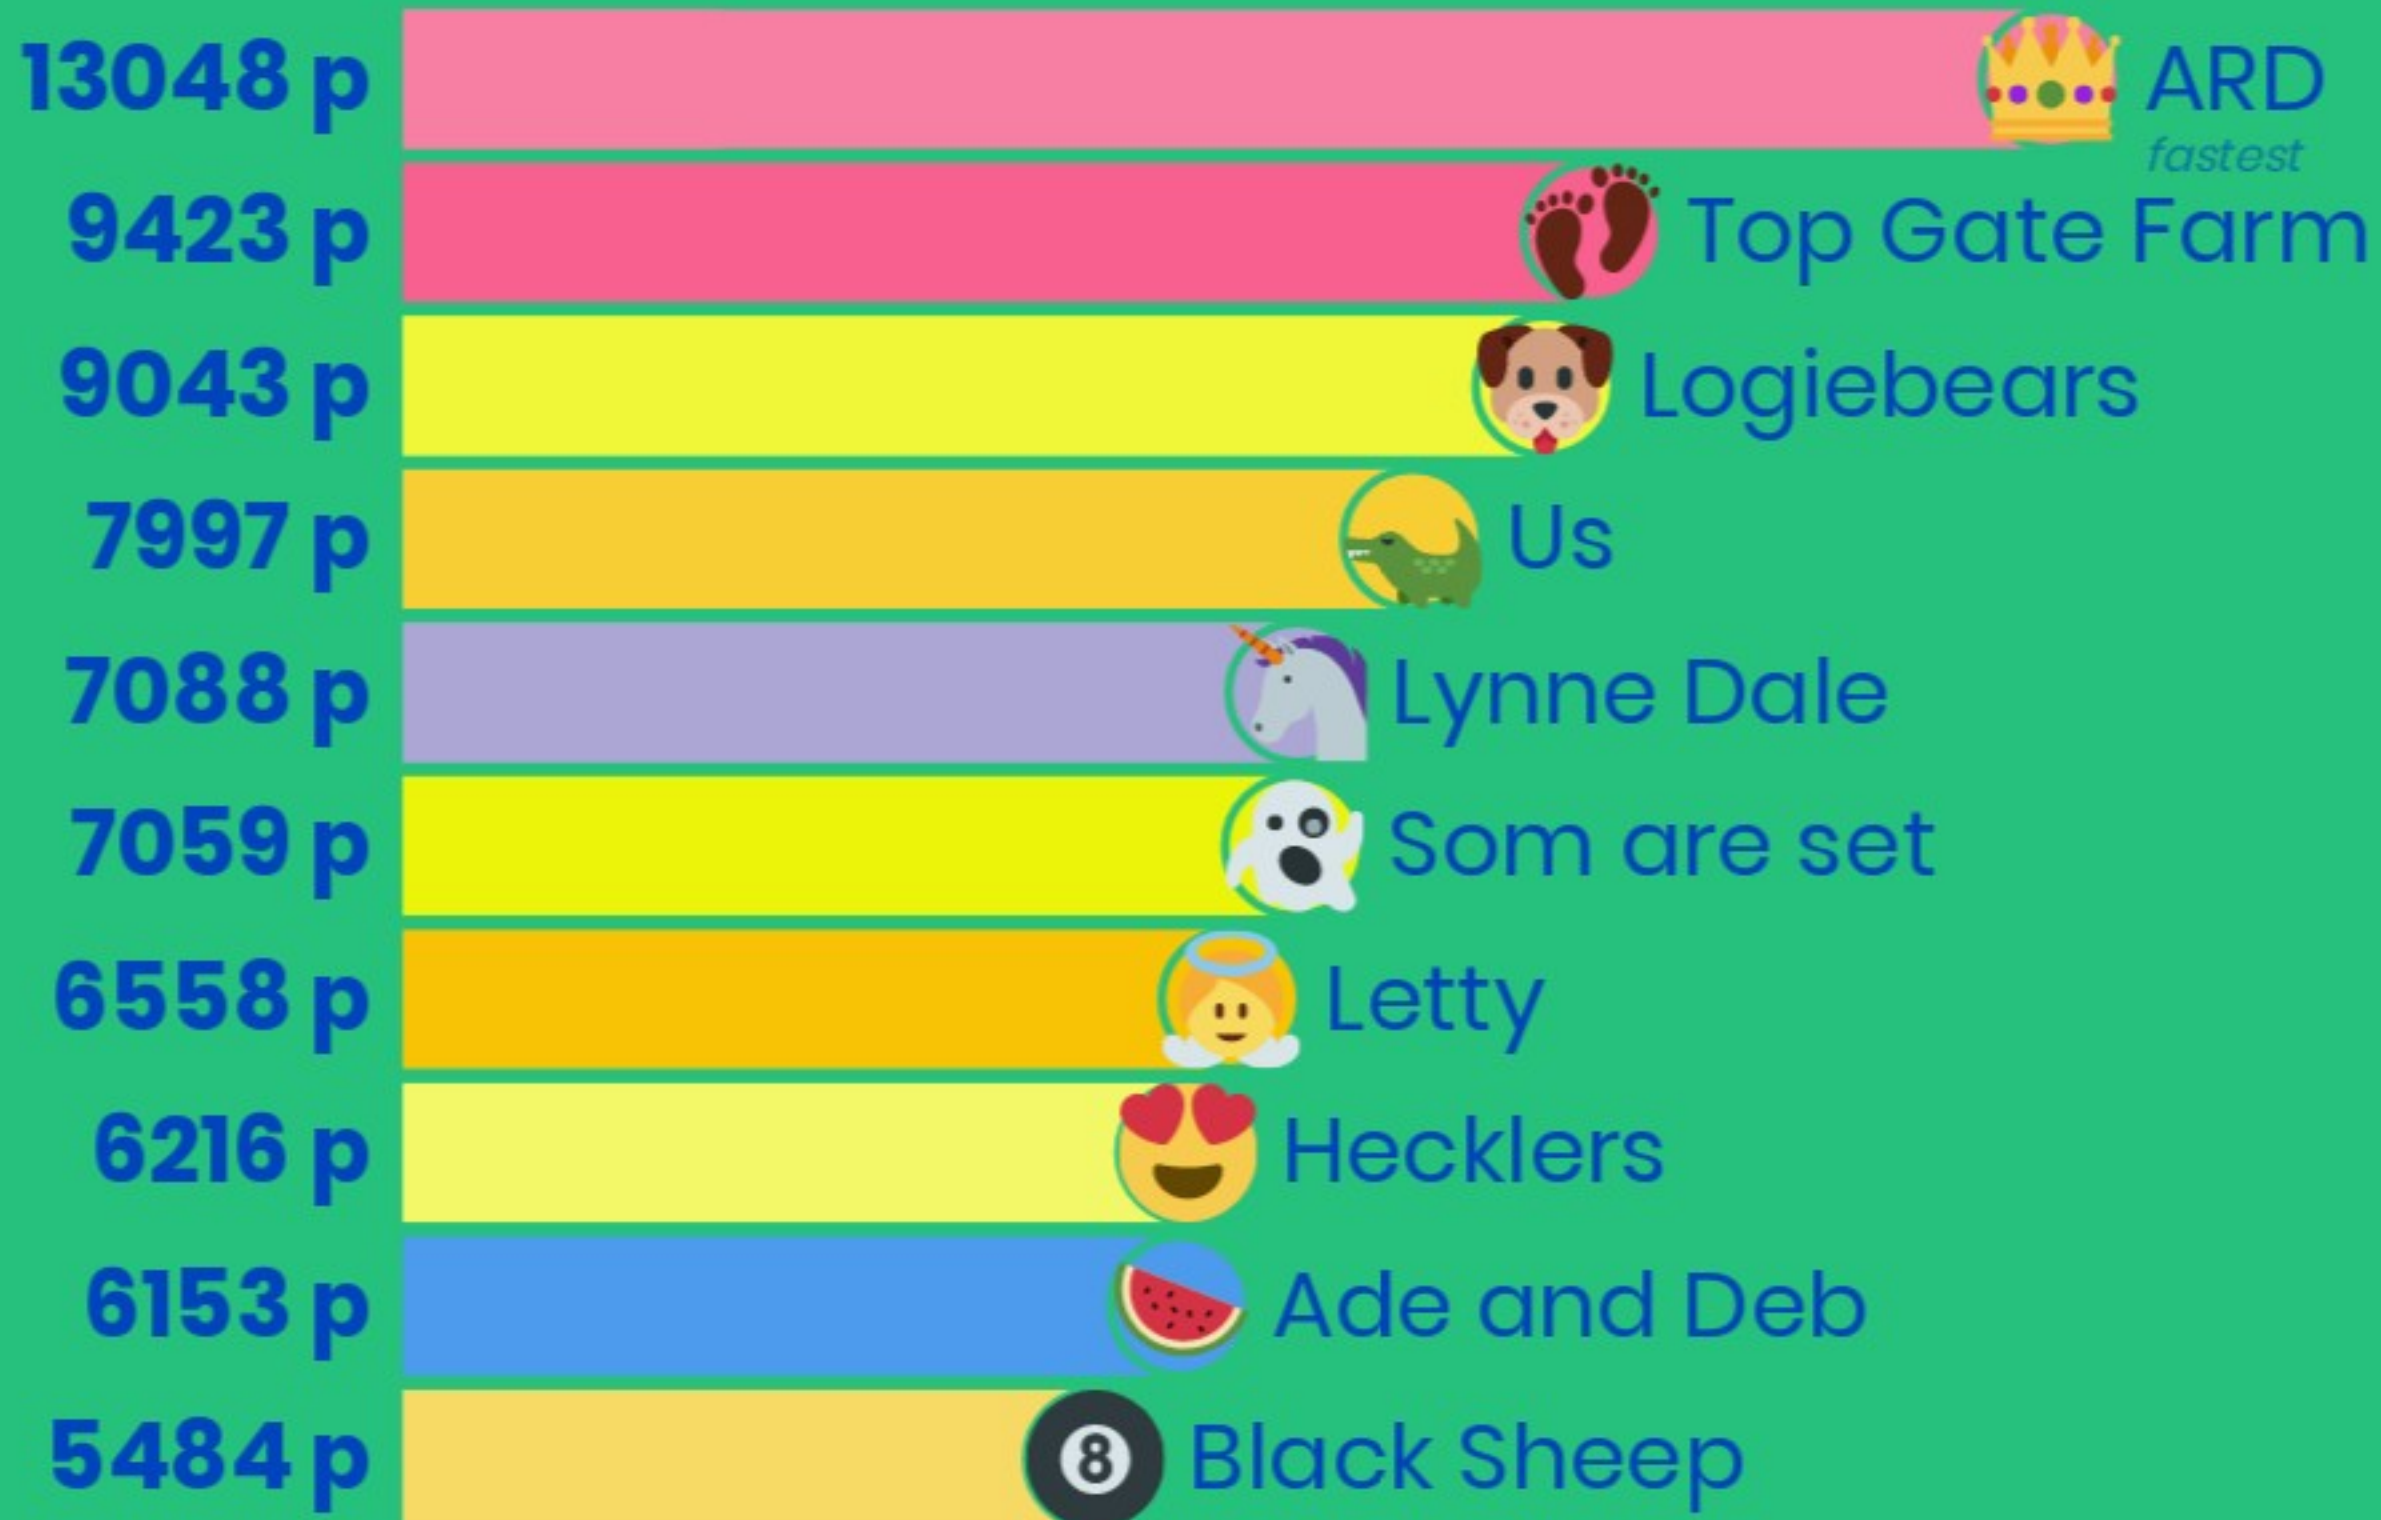 13048 p ARD
fastest
9423 p Top Gate Farm
9043 p Logiebears
7997 p Us
7088 p Lynne Dale
7059 p Som are set
6558 p Letty
6216 p Hecklers
6153 p Ade and Deb
5484 p 8 Black Sheep